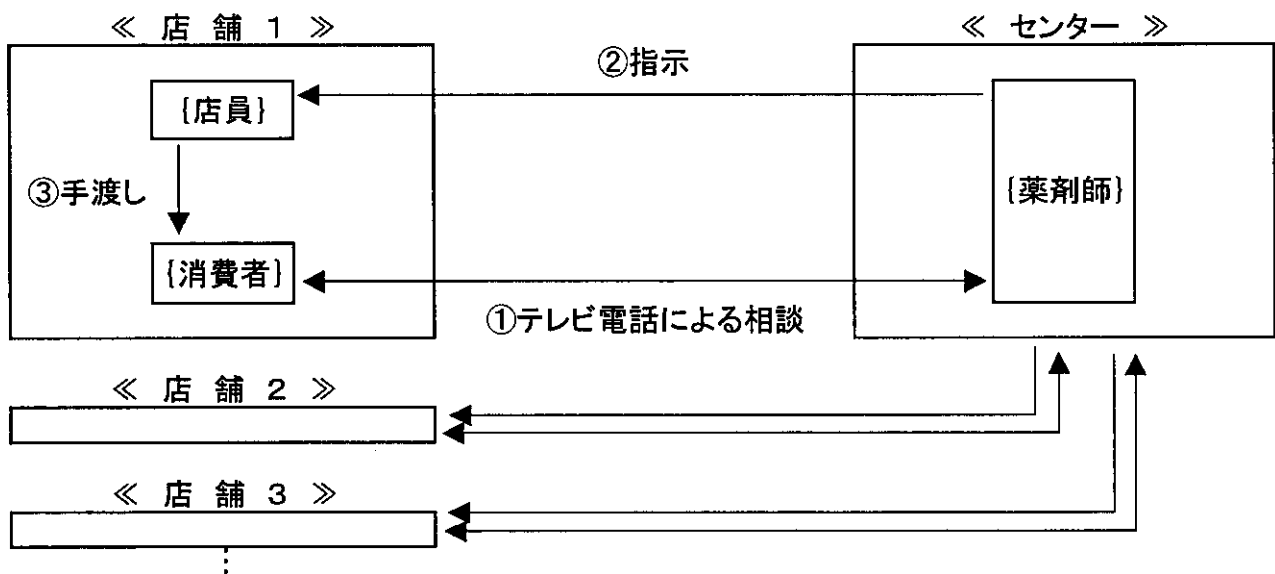 ≪ 店 舗 1 ≫
≪ センター ≫
②指示
{店員}
{薬剤師}
③手渡し
{消費者}
①テレビ電話による相談
≪ 店 舗 2 ≫
≪ 店 舗 3 ≫